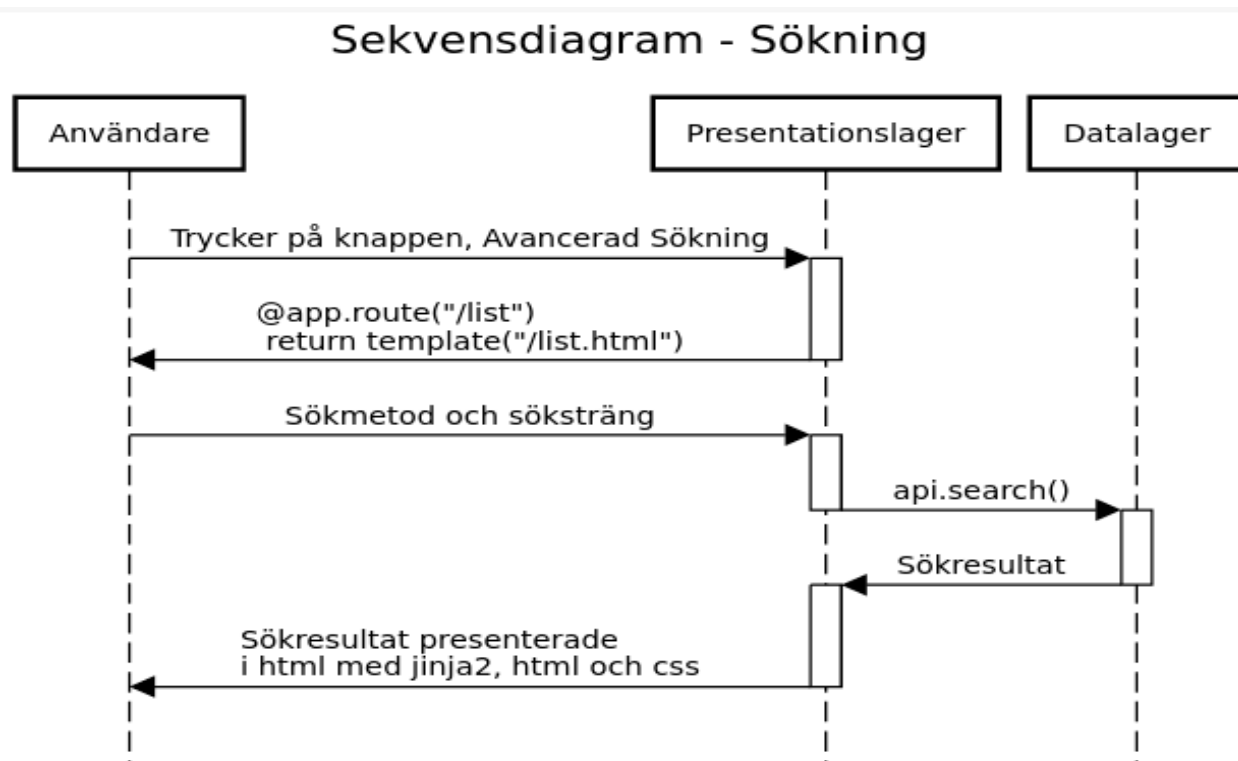 Sekvensdiagram - Sökning
Användare
Presentationslager
Datalager
Trycker på knappen, Avancerad Sökning
@app.route("/list")
return template("/list.html")
Sökmetod och söksträng
api.search()
Sökresultat
Sökresultat presenterade
i html med jinja2, html och css